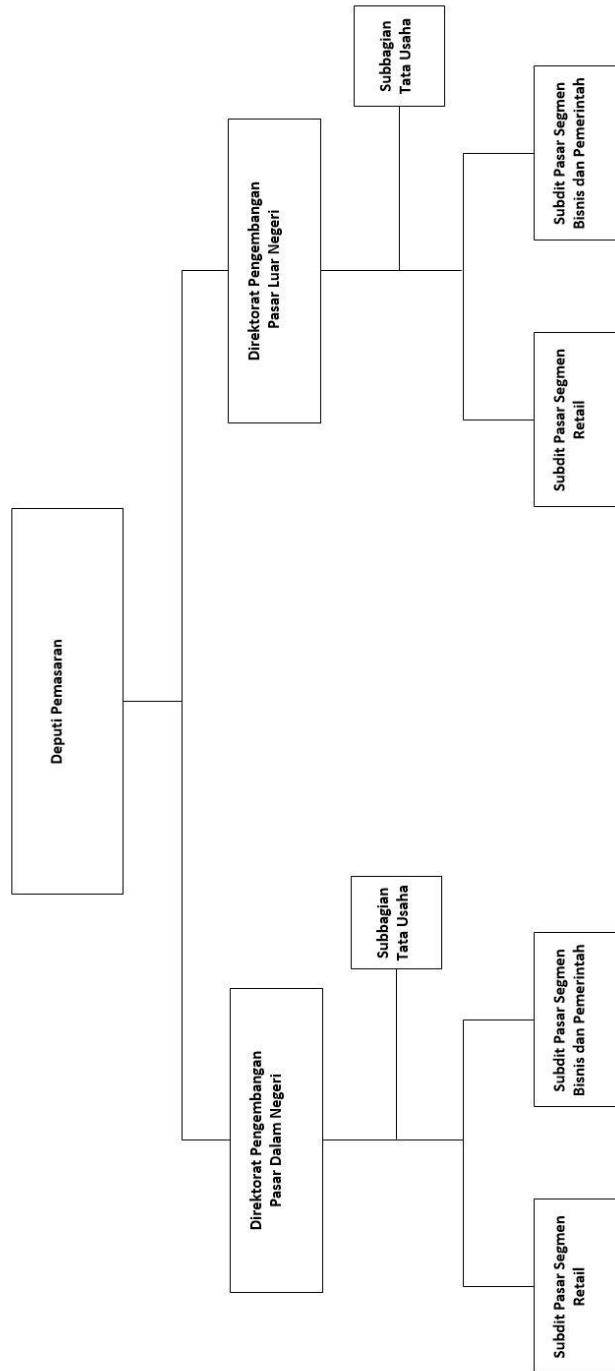 Deputi Pemasaran
Direktorat Pengembangan
Pasar Dalam Negeri
Direktorat Pengembangan
Pasar Luar Negeri
Subbagian
Tata Usaha
Subbagian
Tata Usaha
Subdit Pasar Segmen
Retail
Subdit Pasar Segmen
Bisnis dan Pemerintah
Subdit Pasar Segmen
Retail
Subdit Pasar Segmen
Bisnis dan Pemerintah